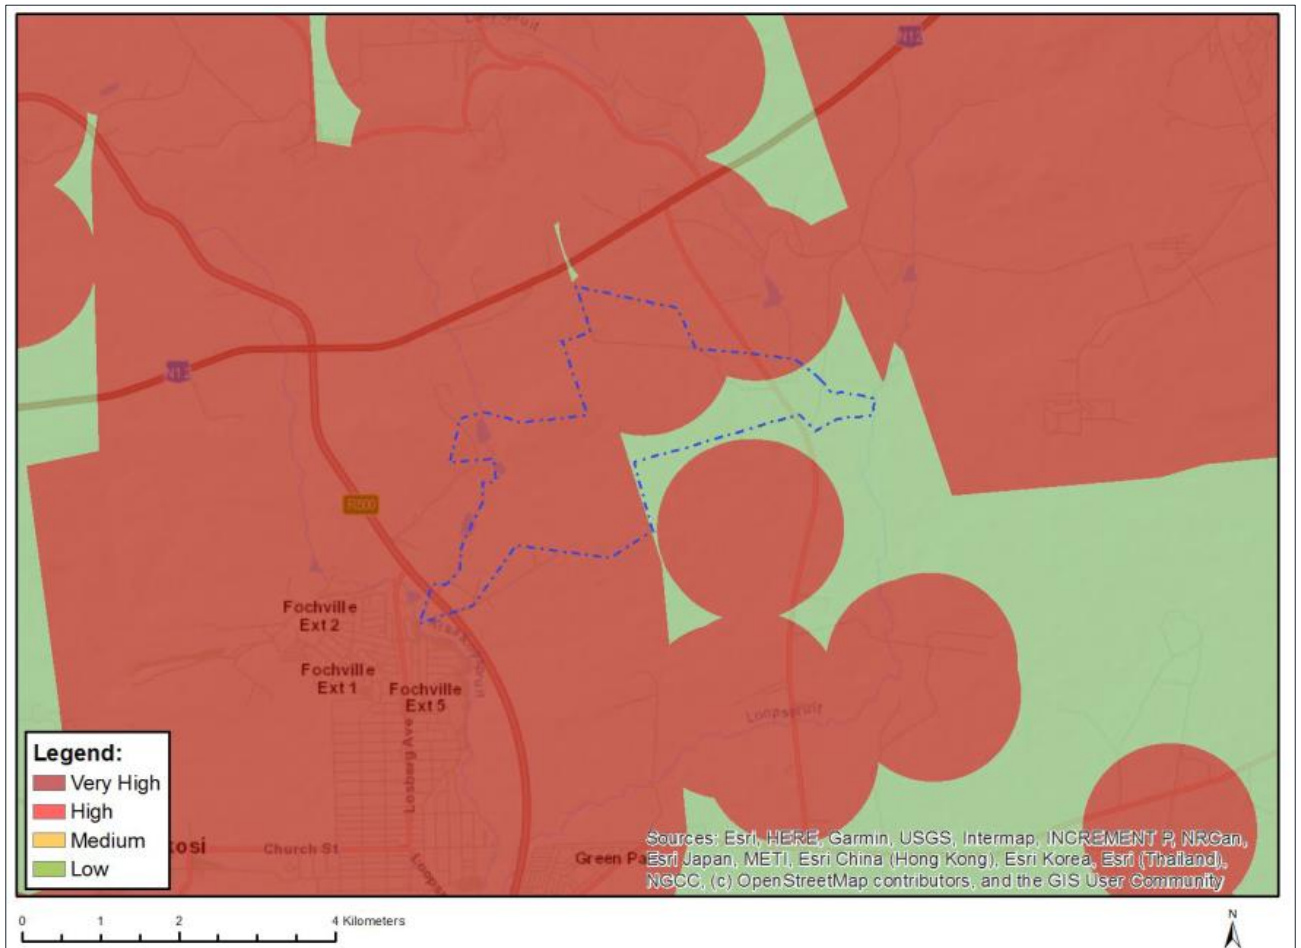 N12
N12
R500
Fochville
Ext 2
Fochville
Ext 1
Fochville
Ext 5
Losberg Ave
Loopspruit
Legend:
Very High
High
Medium
Low
kosi
Church St
Green Pa
Sources: Esri, HERE, Garmin, USGS, Intermap, INCREMENT P, NRCan,
Esri Japan, METI, Esri China (Hong Kong), Esri Korea, Esri (Thailand),
NGCC, (c) OpenStreetMap contributors, and the GIS User Community
0 1 2 4 Kilometers
N